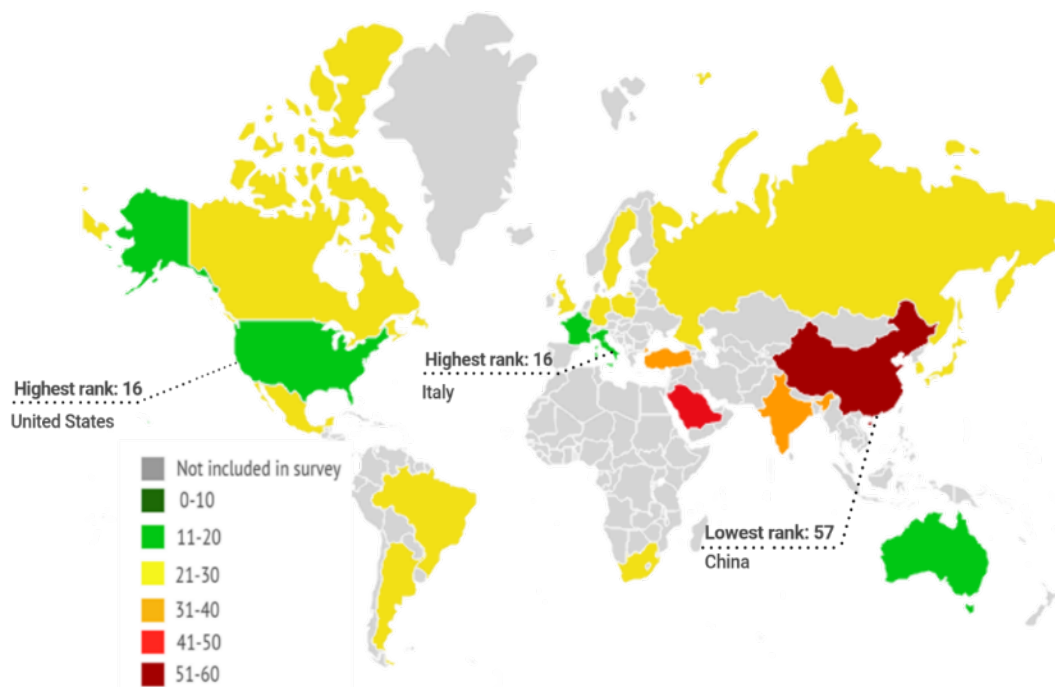 Highest rank: 16
United States
Highest rank: 16
Italy
Lowest rank: 57
China
Not included in survey
0-10
11-20
21-30
31-40
41-50
51-60